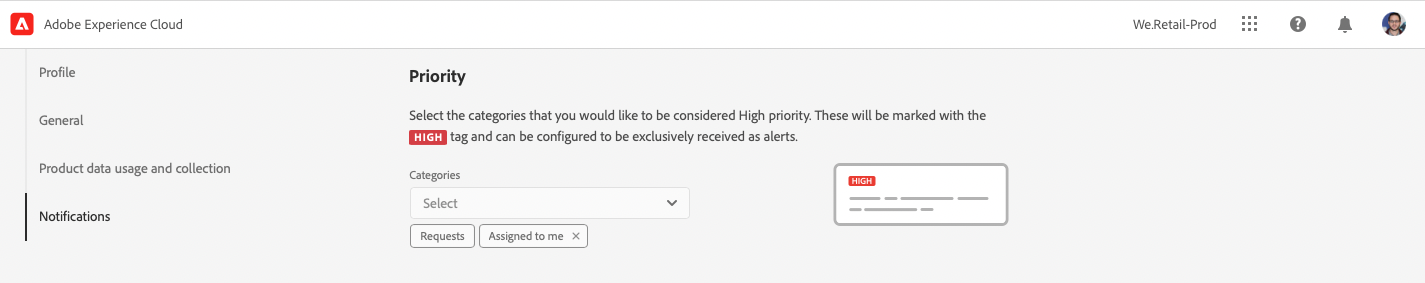 Adobe Experience Cloud
We.Retail-Prod
Profile
General
Product data usage and collection
Notifications
Priority
Select the categories that you would like to be considered High priority. These will be marked with the
HIGH tag and can be configured to be exclusively received as alerts.
Categories
Select
Requests
Assigned to me
HIGH